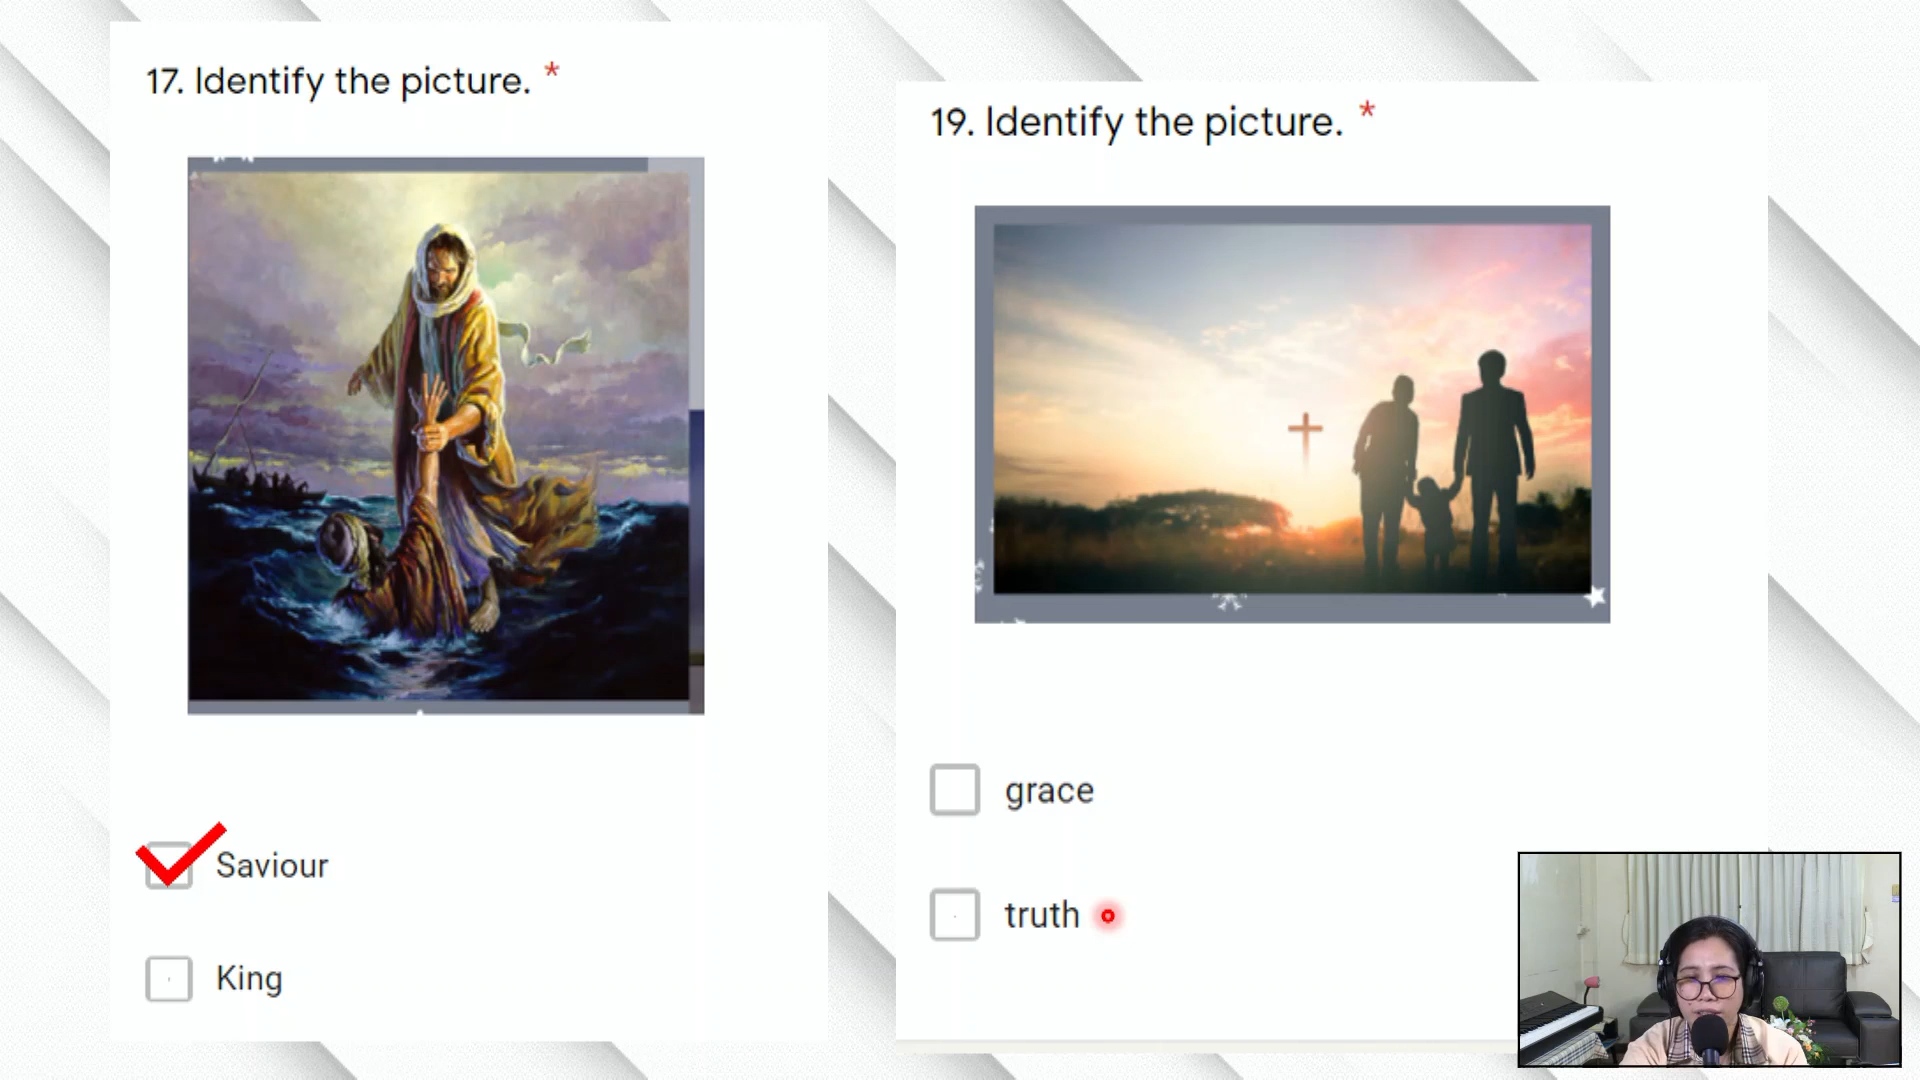 17. Identify the picture. *
Saviour
King
19. Identify the picture. *
grace
truth